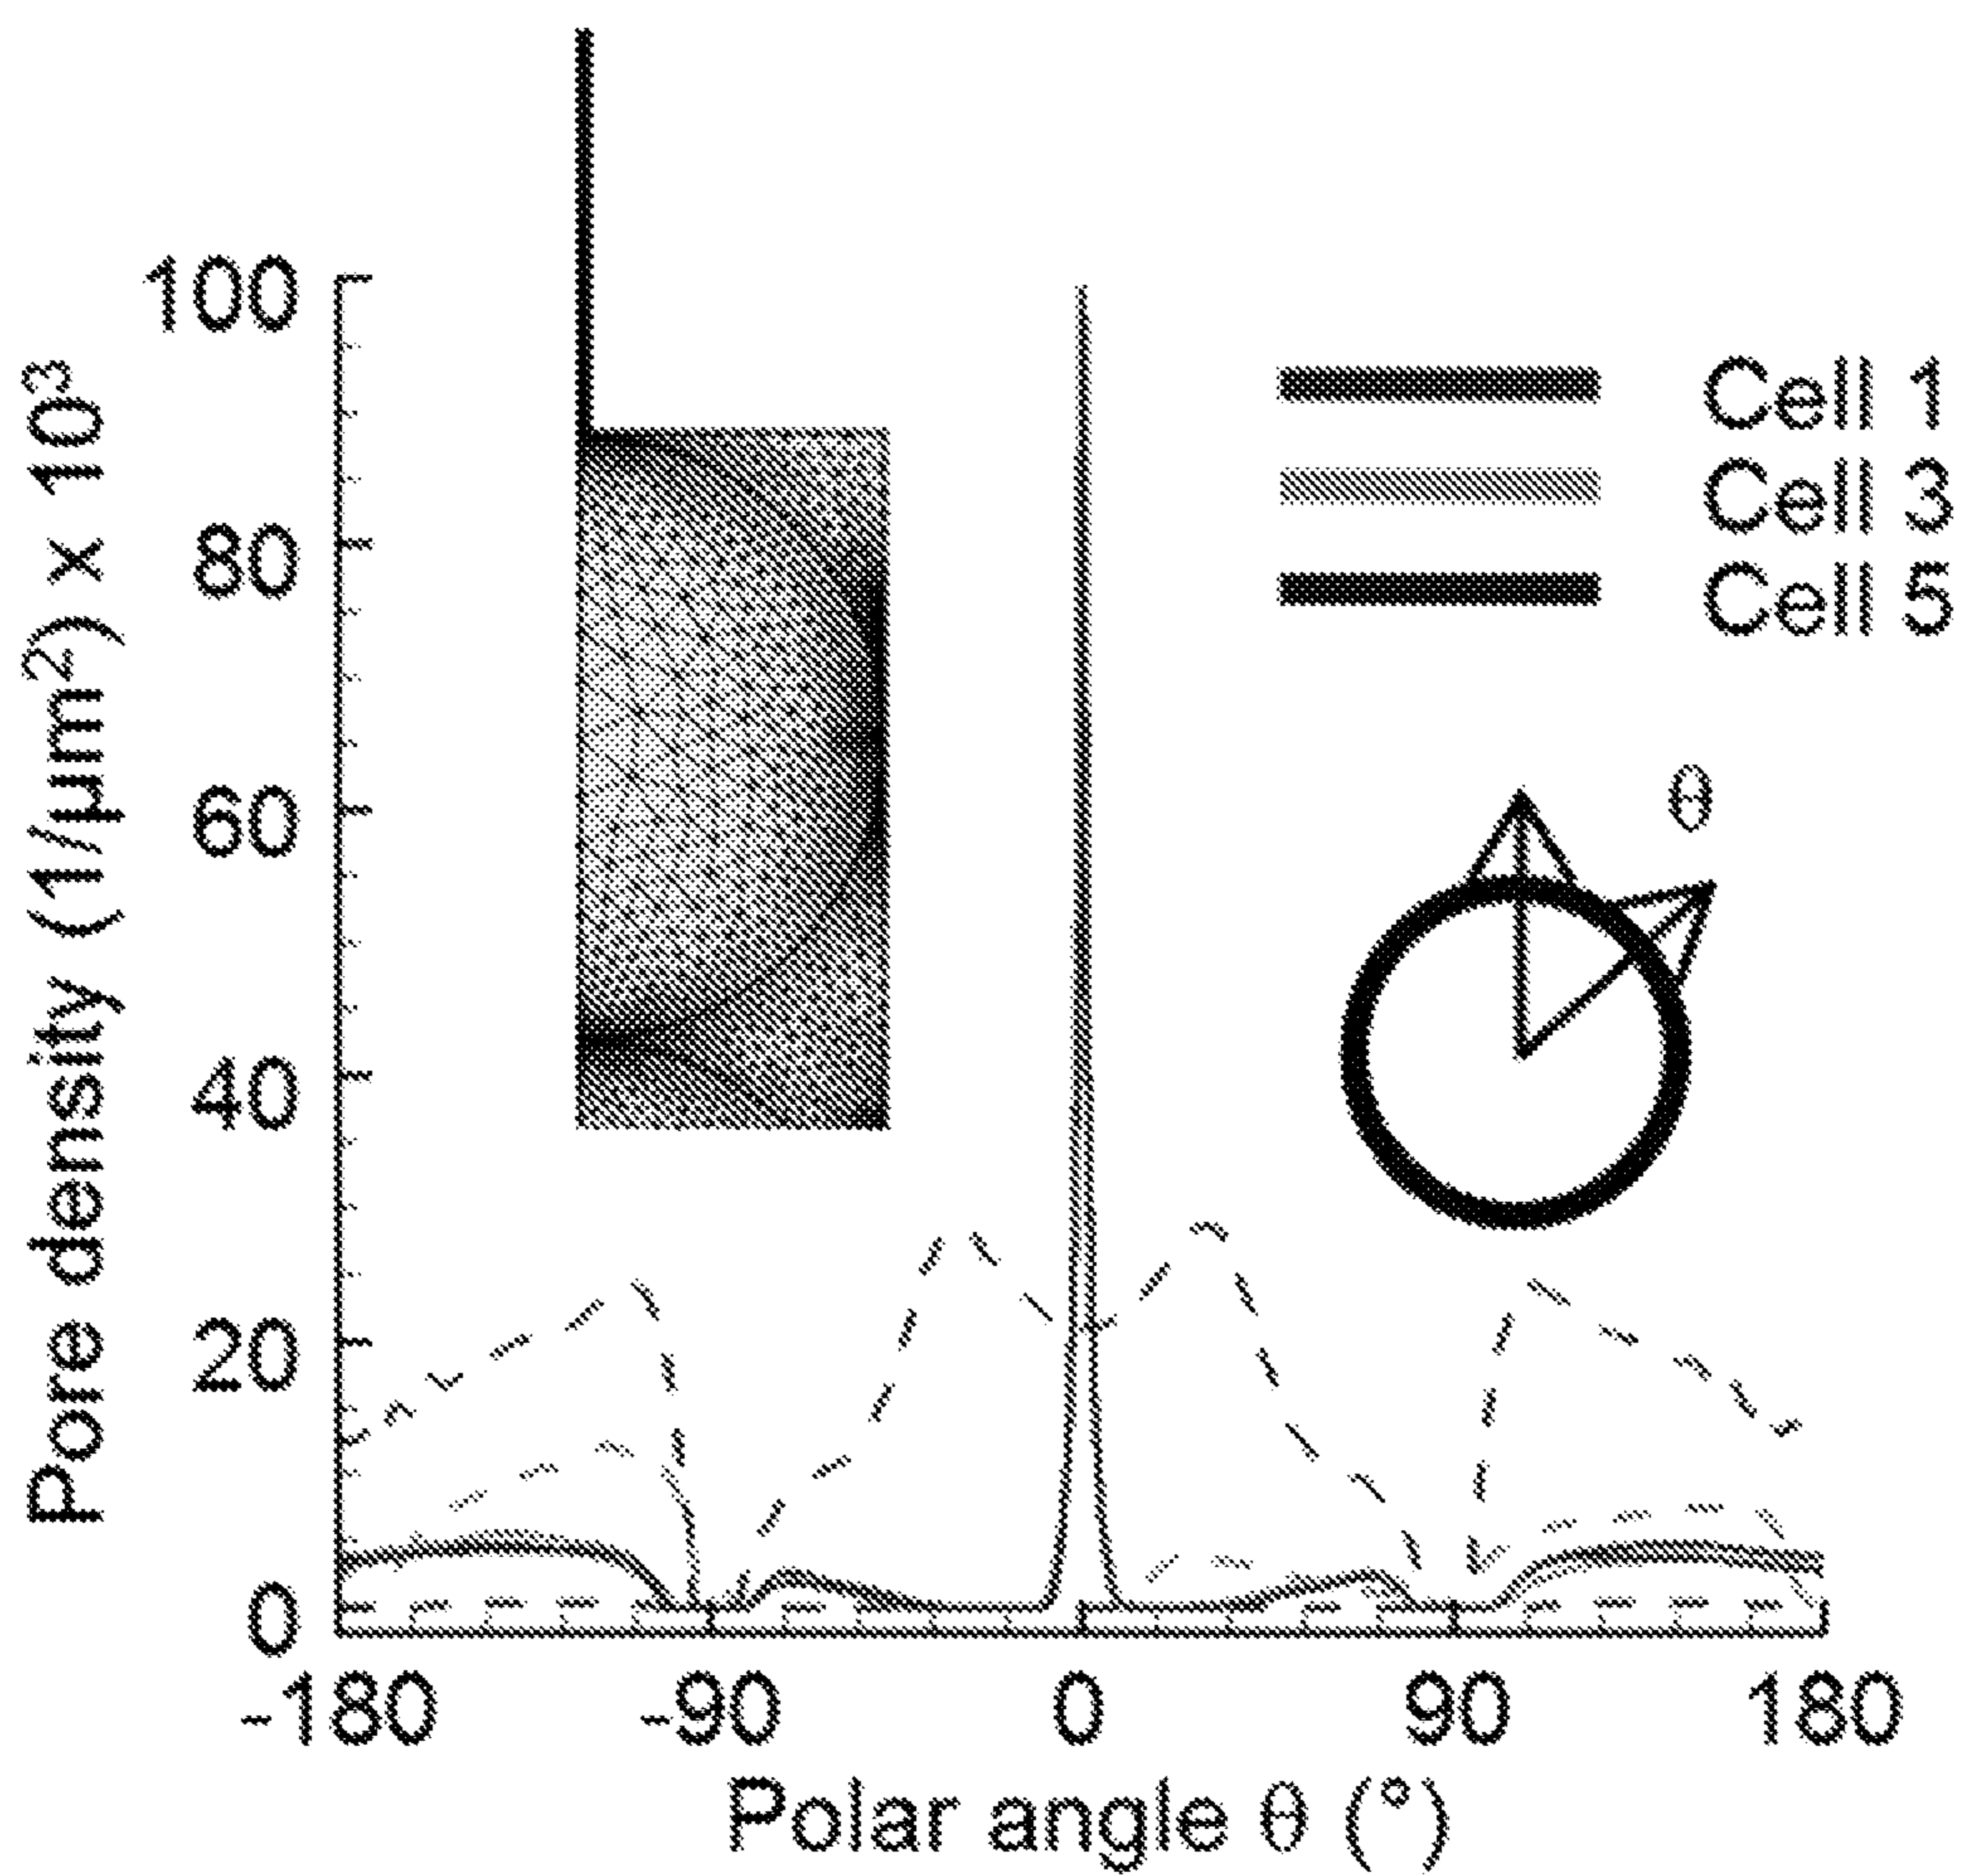 Pore density (1/µm²) x 10³
100
80
60
40
20
0
-180 -90 0 90 180
Polar angle θ (°)
Cell 1
Cell 3
Cell 5
θ